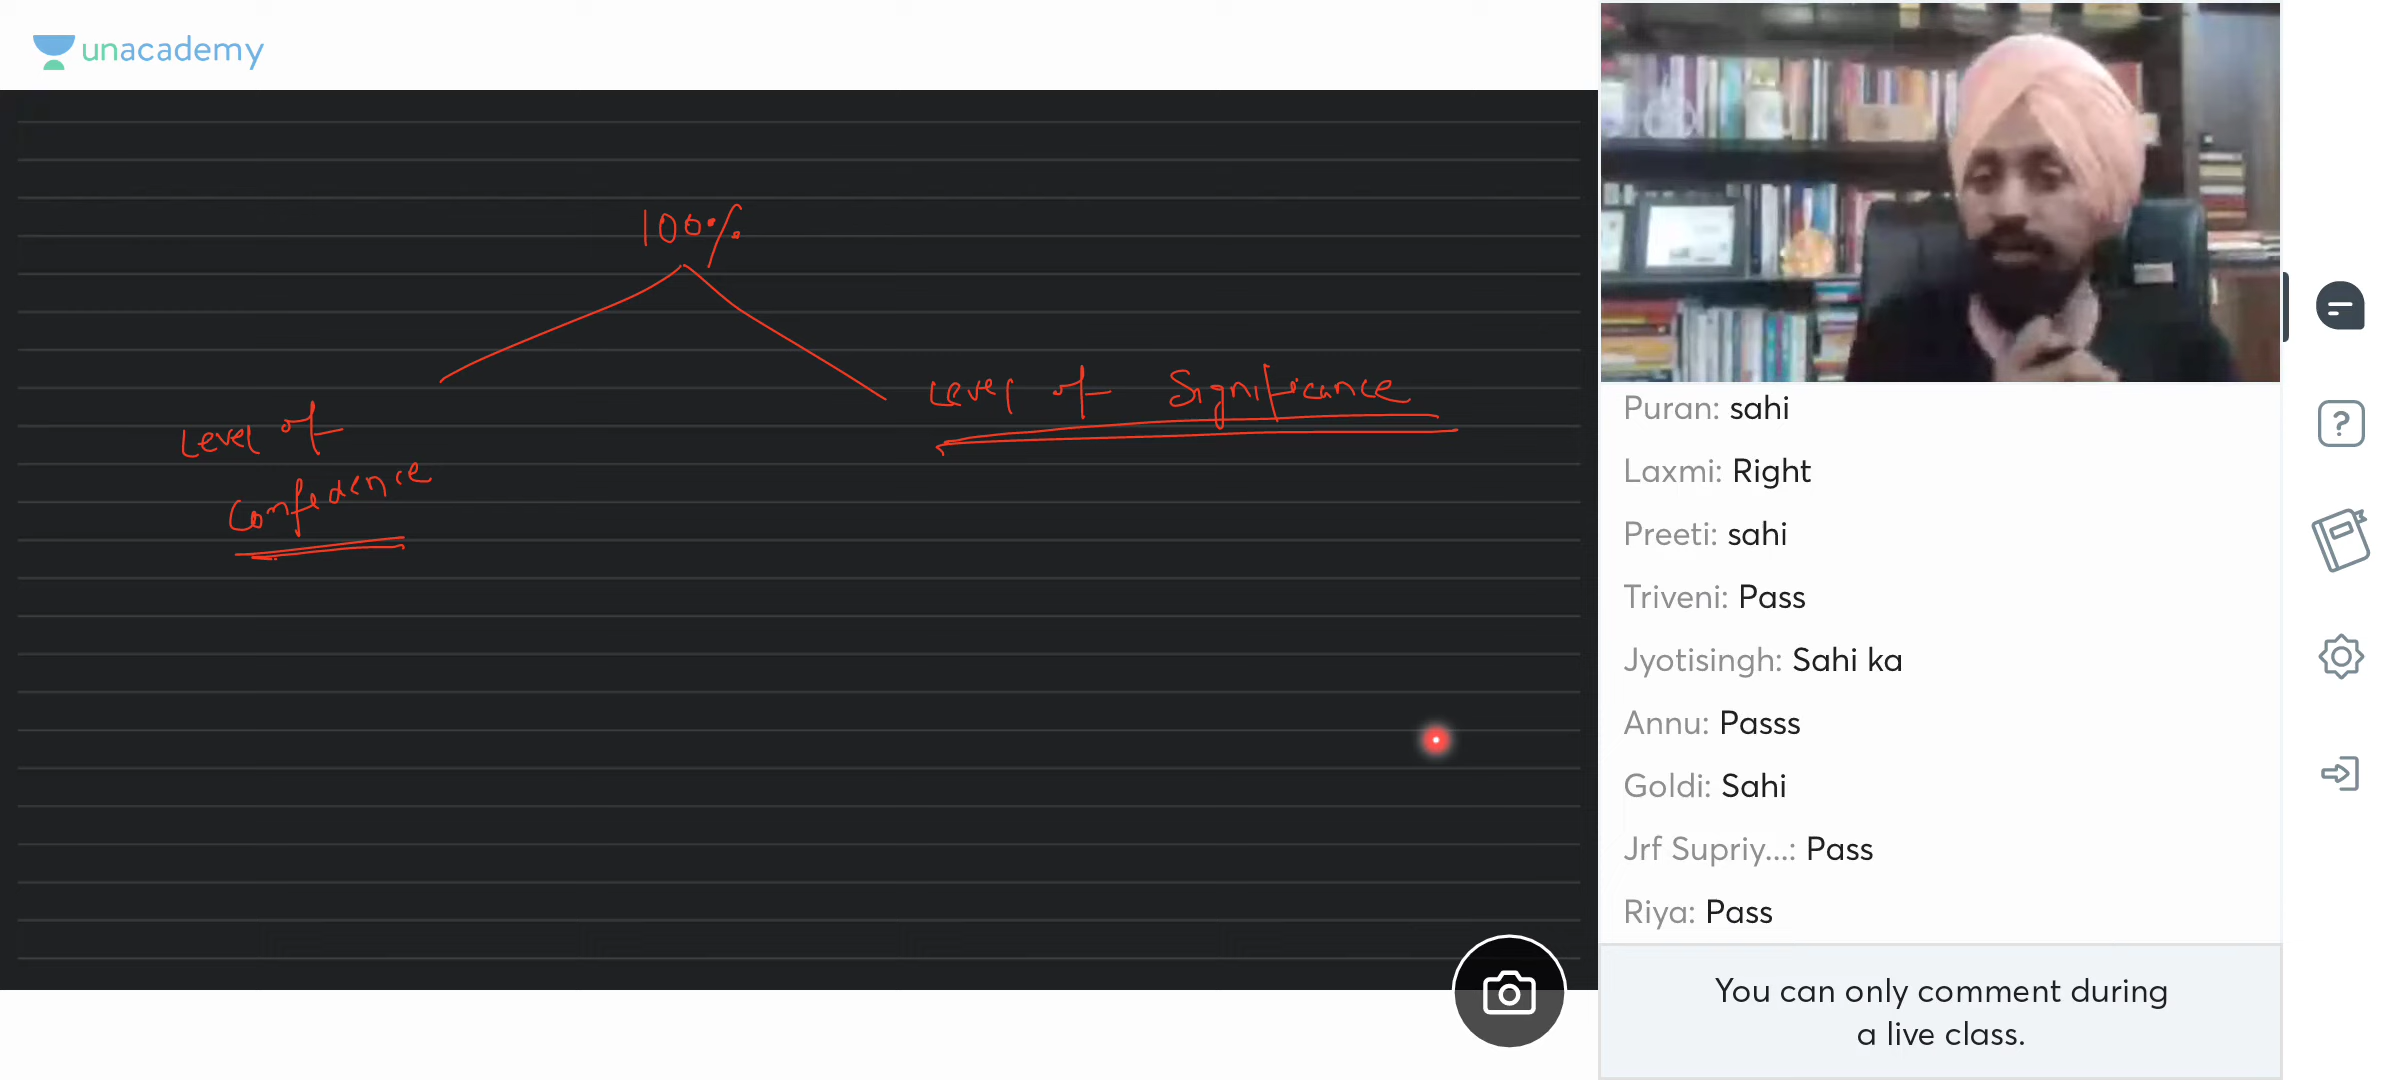 unacademy
100%
Level of Significance
Level of
Confedence
Puran: sahi
Laxmi: Right
Preeti: sahi
Triveni: Pass
Jyotisingh: Sahi ka
Annu: Passs
Goldi: Sahi
Jrf Supriy...: Pass
Riya: Pass
You can only comment during
a live class.
?